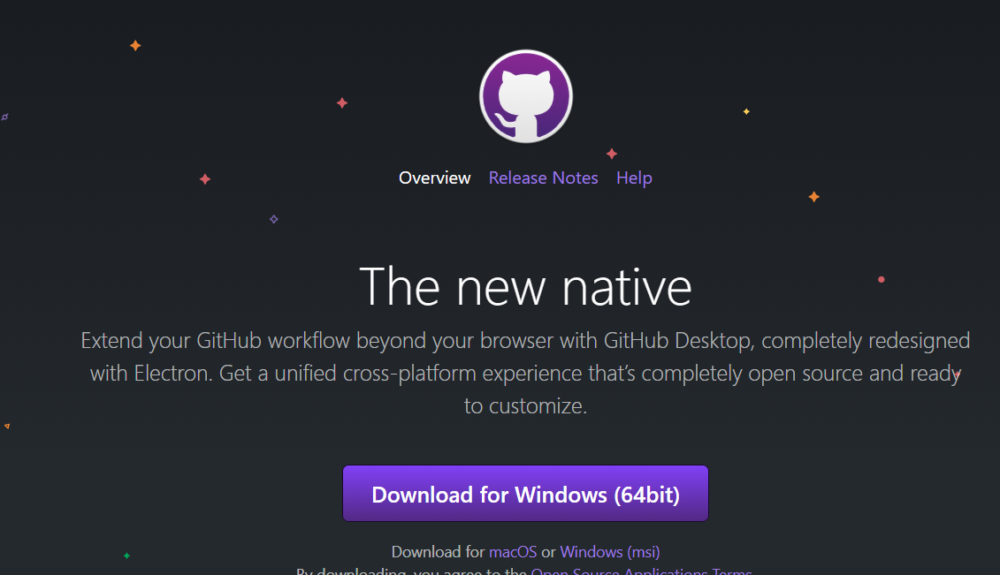 Overview Release Notes Help
The new native
Extend your GitHub workflow beyond your browser with GitHub Desktop, completely redesigned
with Electron. Get a unified cross-platform experience that’s completely open source and ready
to customize.
Download for Windows (64bit)
Download for macOS or Windows (msi)
By downloading, you agree to the Open Source Applications Terms.